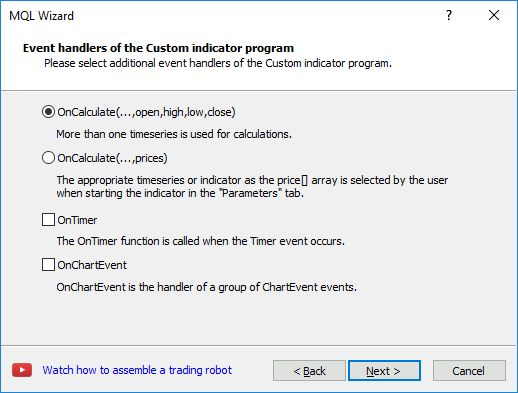 MQL Wizard
?
Event handlers of the Custom indicator program
Please select additional event handlers of the Custom indicator program.
OnCalculate(...,open,high,low,close)
More than one timeseries is used for calculations.
OnCalculate(...,prices)
The appropriate timeseries or indicator as the price[] array is selected by the user
when starting the indicator in the "Parameters" tab.
OnTimer
The OnTimer function is called when the Timer event occurs.
OnChartEvent
OnChartEvent is the handler of a group of ChartEvent events.
Watch how to assemble a trading robot
< Back
Next >
Cancel